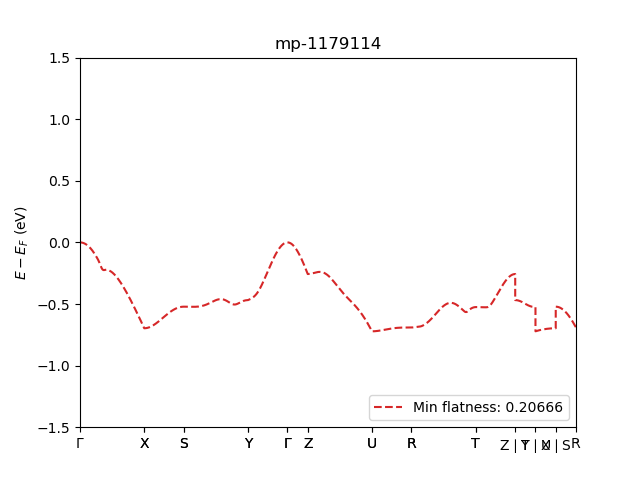 mp-1179114
E − E_F (eV)
1.5
1.0
0.5
0.0
−0.5
−1.0
−1.5
Min flatness: 0.20666
Γ X S Y Γ Z U R T Z | Y | | S R